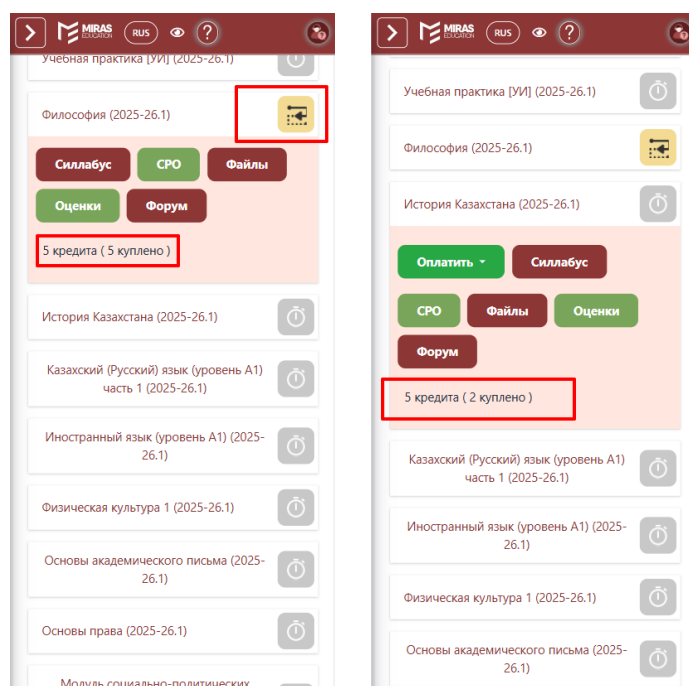 MIRAS
EDUCATION
RUS
?
Учебная практика [УИ] (2025-26.1)
Философия (2025-26.1)
Силлабус
СРО
Файлы
Оценки
Форум
5 кредита ( 5 куплено )
История Казахстана (2025-26.1)
Казахский (Русский) язык (уровень А1)
часть 1 (2025-26.1)
Иностранный язык (уровень А1) (2025-
26.1)
Физическая культура 1 (2025-26.1)
Основы академического письма (2025-
26.1)
Основы права (2025-26.1)
Модуль социально-политических
MIRAS
EDUCATION
RUS
?
Учебная практика [УИ] (2025-26.1)
Философия (2025-26.1)
История Казахстана (2025-26.1)
Оплатить
Силлабус
СРО
Файлы
Оценки
Форум
5 кредита ( 2 куплено )
Казахский (Русский) язык (уровень А1)
часть 1 (2025-26.1)
Иностранный язык (уровень А1) (2025-
26.1)
Физическая культура 1 (2025-26.1)
Основы академического письма (2025-
26.1)